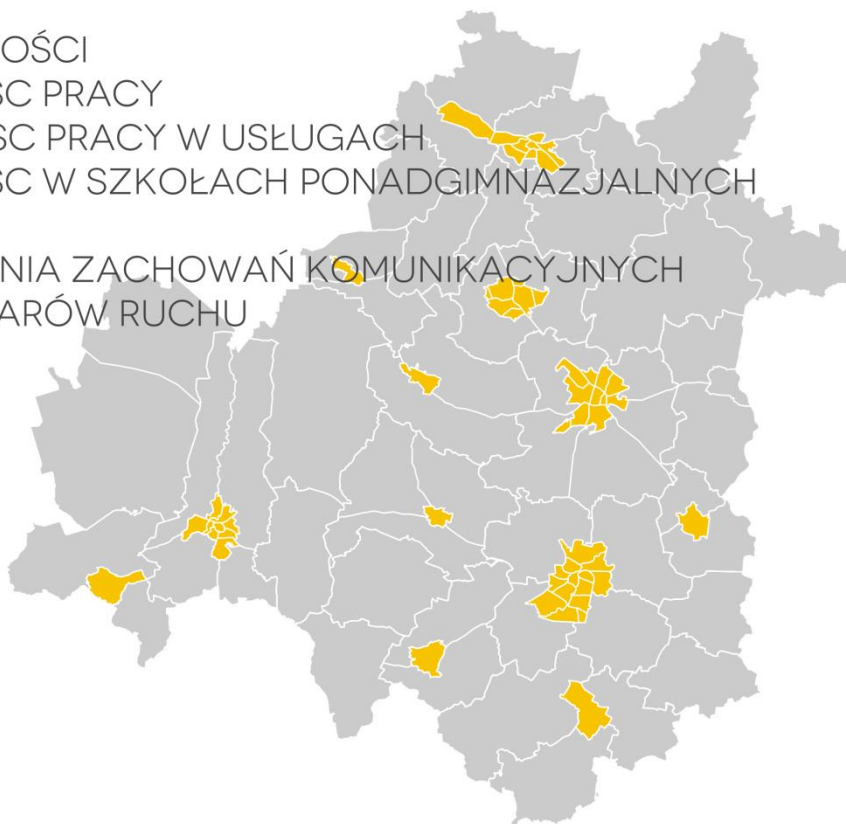 OŚCI
SC PRACY
SC PRACY W USŁUGACH
SC W SZKOŁACH PONADGIMNAZJALNYCH
NIA ZACHOWAŃ KOMUNIKACYJNYCH
ARÓW RUCHU